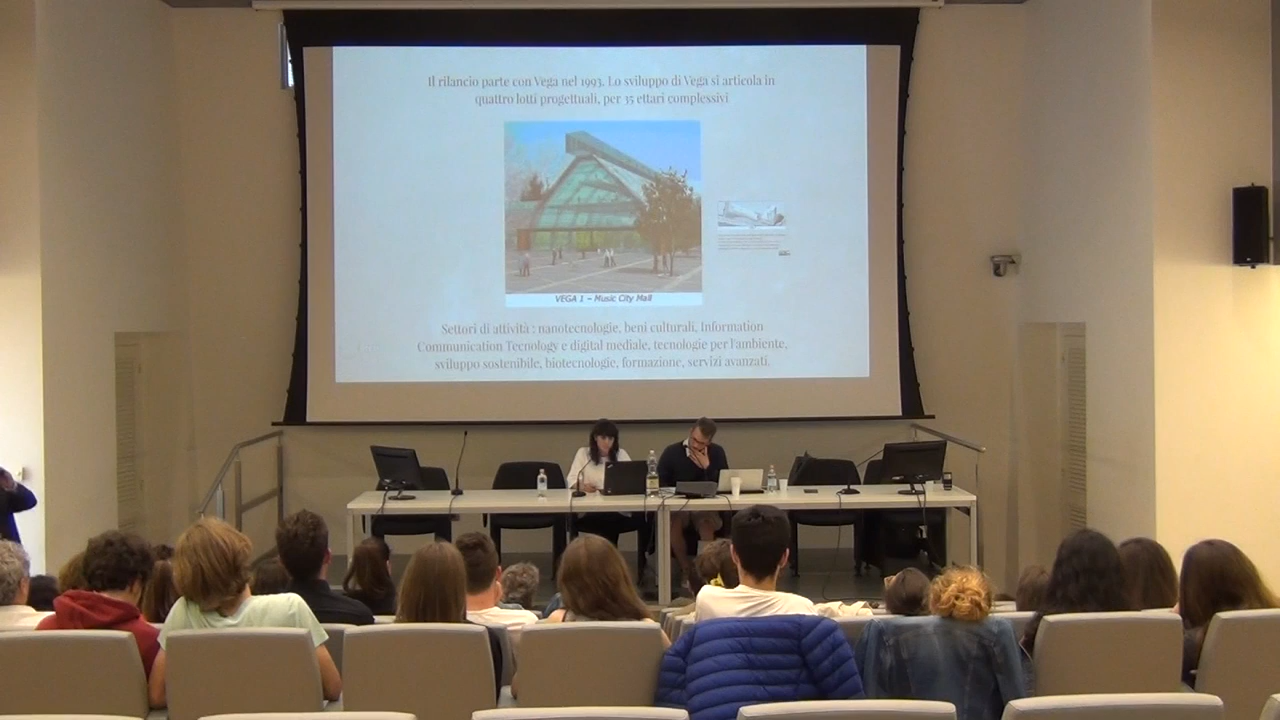 Il rilancio parte con Vega nel 1993. Lo sviluppo di Vega si articola in
quattro lotti progettuali, per 35 ettari complessivi
VEGA 1 – Music City Mall
Settori di attività : nanotecnologie, beni culturali, Information
Communication Tecnology e digital mediale, tecnologie per l'ambiente,
sviluppo sostenibile, biotecnologie, formazione, servizi avanzati.